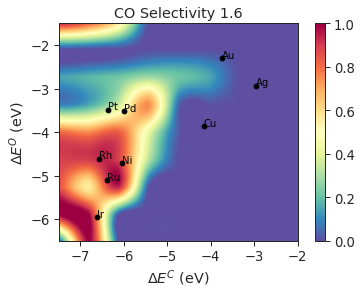 CO Selectivity 1.6
ΔE^O (eV)
−2
−3
−4
−5
−6
Au
Ag
Pt
Pd
Cu
Rh
Ni
Ru
Ir
−7
−6
−5
−4
−3
−2
ΔE^C (eV)
1.0
0.8
0.6
0.4
0.2
0.0